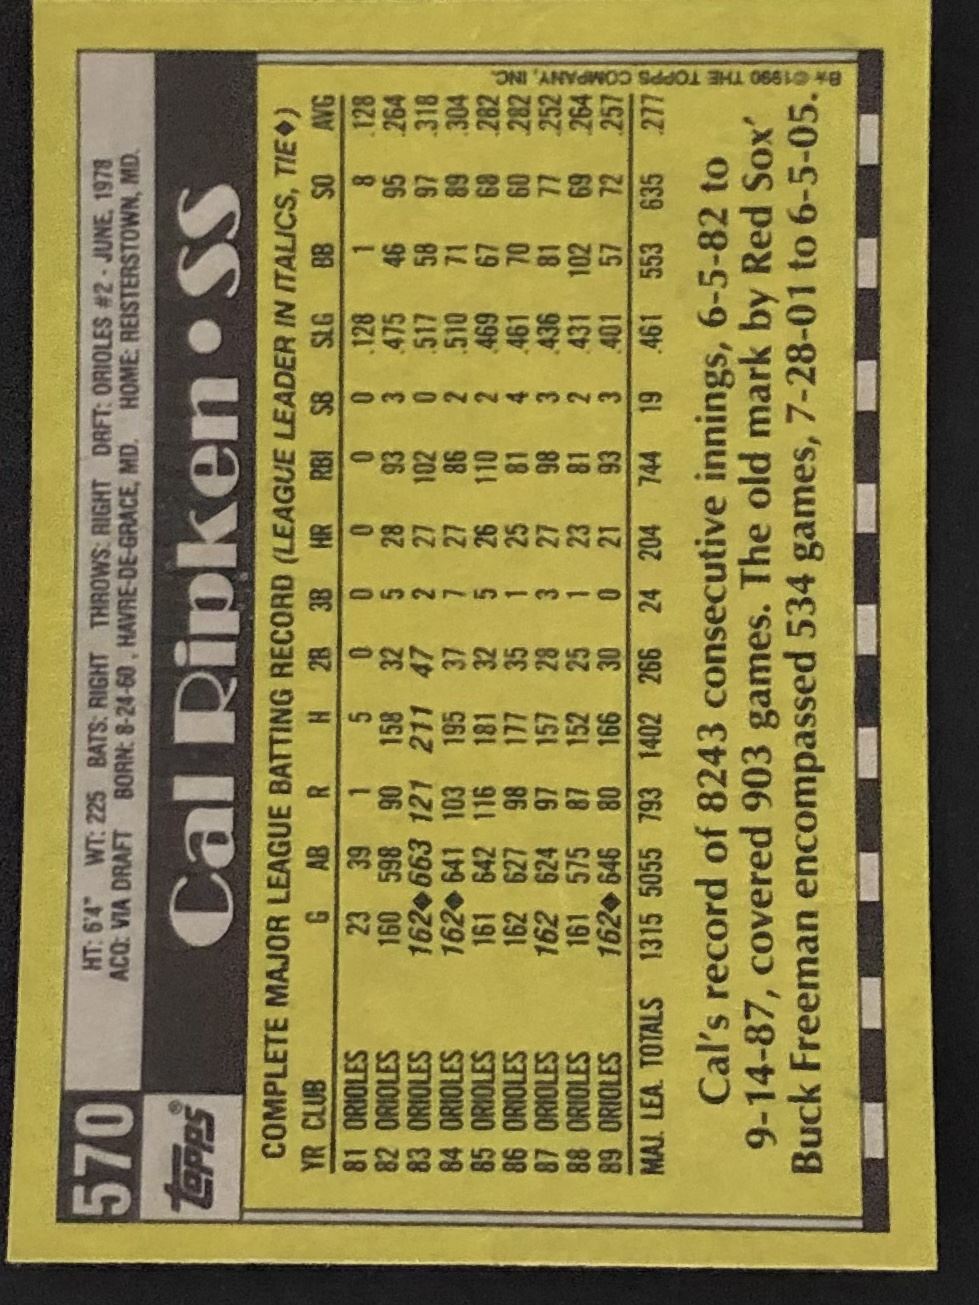 570
HT: 6'4" WT: 225 BATS: RIGHT THROWS: RIGHT DRFT: ORIOLES #2 - JUNE, 1978
ACQ: VIA DRAFT BORN: 8-24-60 , HAVRE-DE-GRACE, MD. HOME: REISTERSTOWN, MD.
TOPPS®
Cal Ripken • SS
COMPLETE MAJOR LEAGUE BATTING RECORD (LEAGUE LEADER IN ITALICS, TIE♦)
YR CLUB G AB R H 2B 3B HR RBI SB SLG BB SO AVG
81 ORIOLES 23 39 1 5 0 0 0 0 0 .128 1 8 .128
82 ORIOLES 160 598 90 158 32 5 28 93 3 .475 46 95 .264
83 ORIOLES 162♦ 663 121 211 47 2 27 102 0 .517 58 97 .318
84 ORIOLES 162♦ 641 103 195 37 7 27 86 2 .510 71 89 .304
85 ORIOLES 161 642 116 181 32 5 26 110 2 .469 67 68 .282
86 ORIOLES 162 627 98 177 35 1 25 81 4 .461 70 60 .282
87 ORIOLES 162 624 97 157 28 3 27 98 3 .436 81 77 .252
88 ORIOLES 161 575 87 152 25 1 23 81 2 .431 102 69 .264
89 ORIOLES 162♦ 646 80 166 30 0 21 93 3 .401 57 72 .257
MAJ. LEA. TOTALS 1315 5055 793 1402 266 24 204 744 19 .461 553 635 .277
Cal's record of 8243 consecutive innings, 6-5-82 to
9-14-87, covered 903 games. The old mark by Red Sox'
Buck Freeman encompassed 534 games, 7-28-01 to 6-5-05.
B* ©1990 THE TOPPS COMPANY, INC.